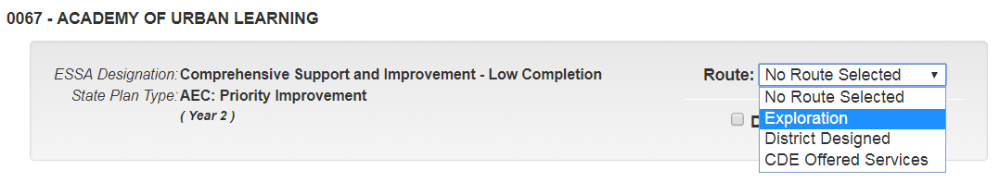 0067 - ACADEMY OF URBAN LEARNING
ESSA Designation: Comprehensive Support and Improvement - Low Completion
State Plan Type: AEC: Priority Improvement
( Year 2 )
Route: No Route Selected
No Route Selected
Exploration
District Designed
CDE Offered Services